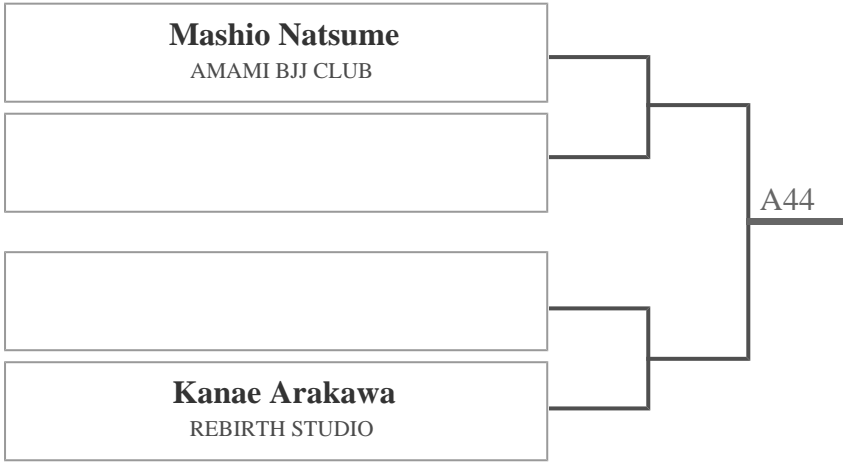 Mashio Natsume
AMAMI BJJ CLUB
A44
Kanae Arakawa
REBIRTH STUDIO